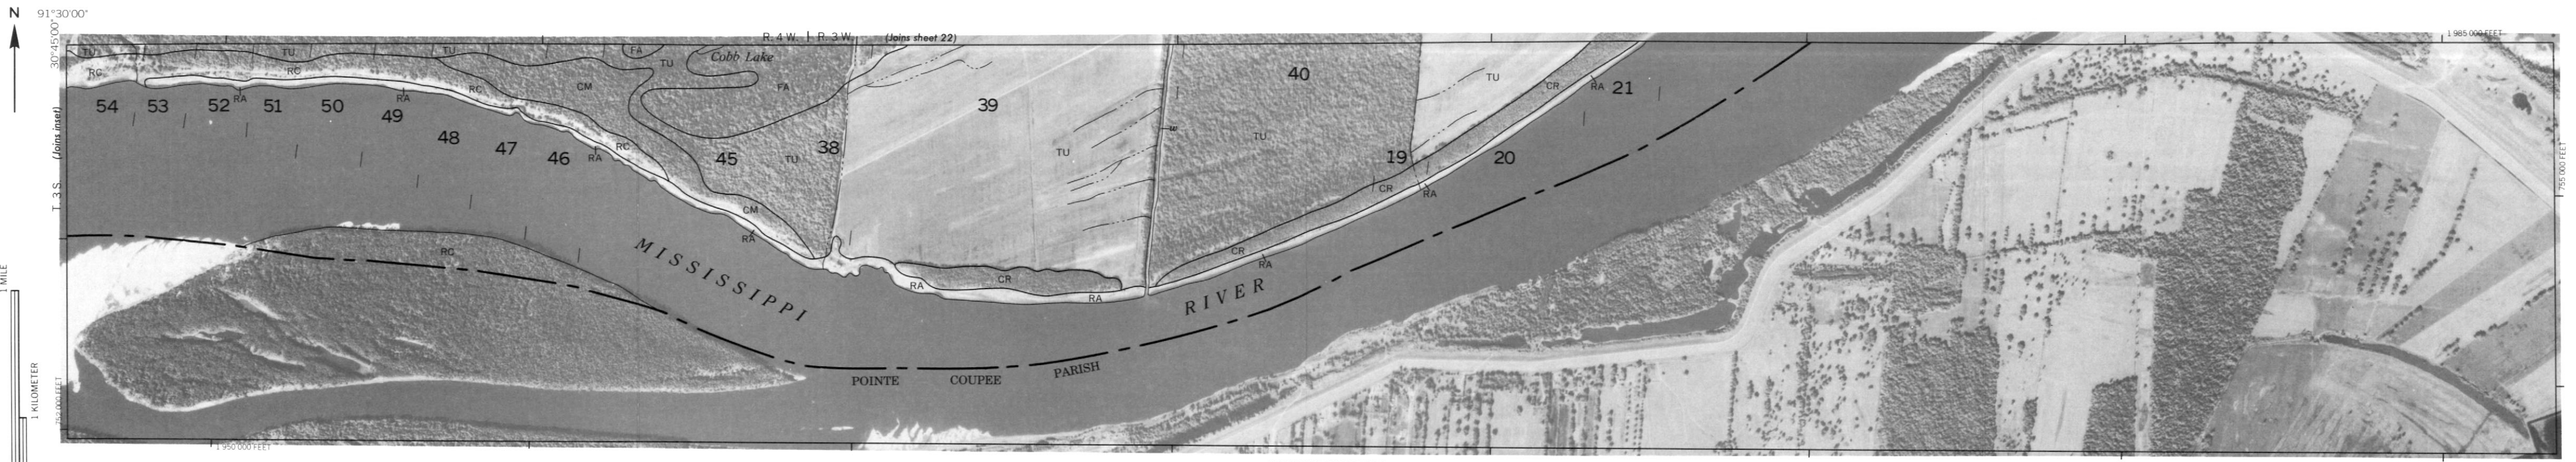 N
91°30'00"
30°45'00"
R. 4 W. | R. 3 W.
(Joins sheet 22)
1 985 000 FEET
TU
TU
TU
FA
Cobb Lake
TU
RC
RC
RC
CM
FA
39
40
TU
CR
RA
21
54
53
52
RA
51
50
RA
49
48
47
46
RA
RC
45
TU
38
TU
w
TU
19
20
(Joins inset)
T. 3 S.
CM
RA
CR
RA
755 000 FEET
RC
CR
RA
RA
CR
RA
MISSISSIPPI
RIVER
POINTE COUPEE PARISH
1 MILE
1 KILOMETER
752 000 FEET
1 950 000 FEET